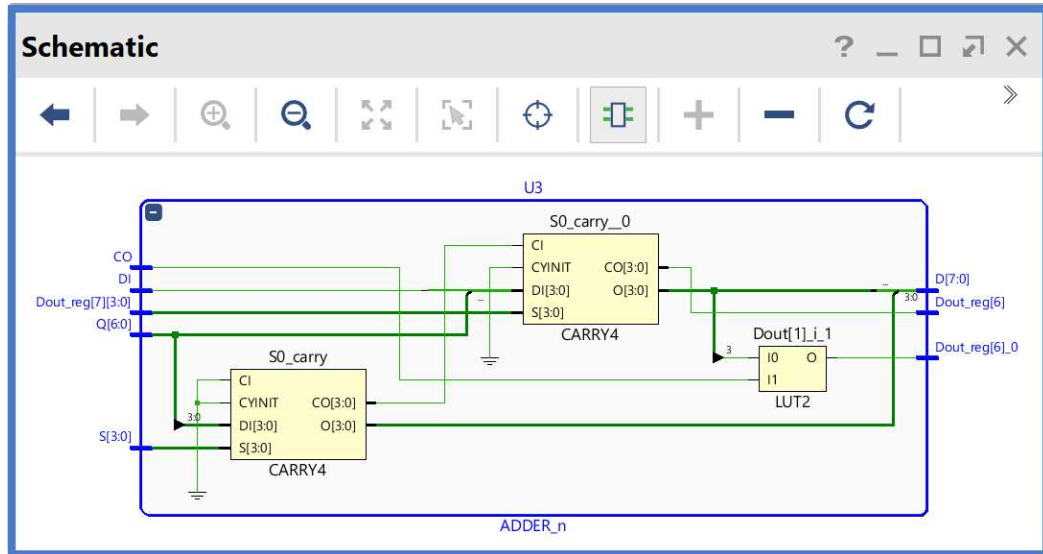 Schematic
U3
S0_carry__0
CI
CYINIT CO[3:0]
DI[3:0] O[3:0]
S[3:0]
CARRY4
CO
DI
Dout_reg[7][3:0]
Q[6:0]
D[7:0]
3:0
Dout_reg[6]
Dout[1]_i_1
3
I0 O
I1
LUT2
Dout_reg[6]_0
S0_carry
CI
CYINIT CO[3:0]
3:0
DI[3:0] O[3:0]
S[3:0]
CARRY4
S[3:0]
ADDER_n